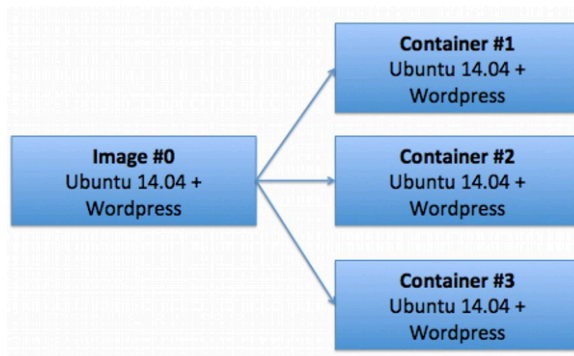 Container #1
Ubuntu 14.04 +
Wordpress
Image #0
Ubuntu 14.04 +
Wordpress
Container #2
Ubuntu 14.04 +
Wordpress
Container #3
Ubuntu 14.04 +
Wordpress